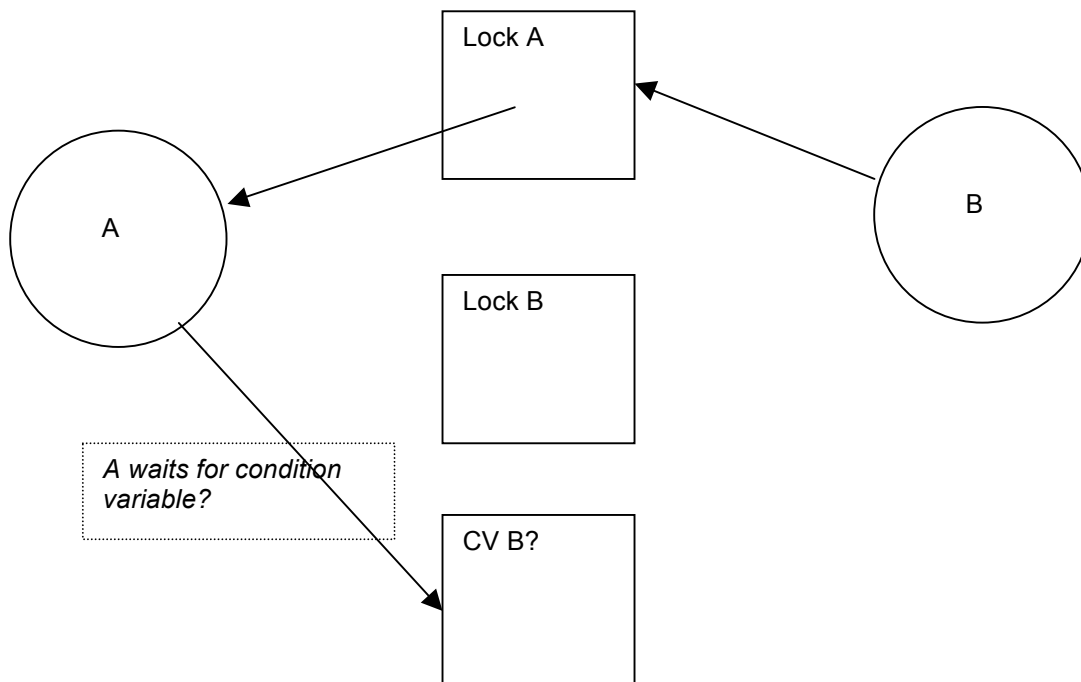 Lock A
A
B
Lock B
A waits for condition
variable?
CV B?